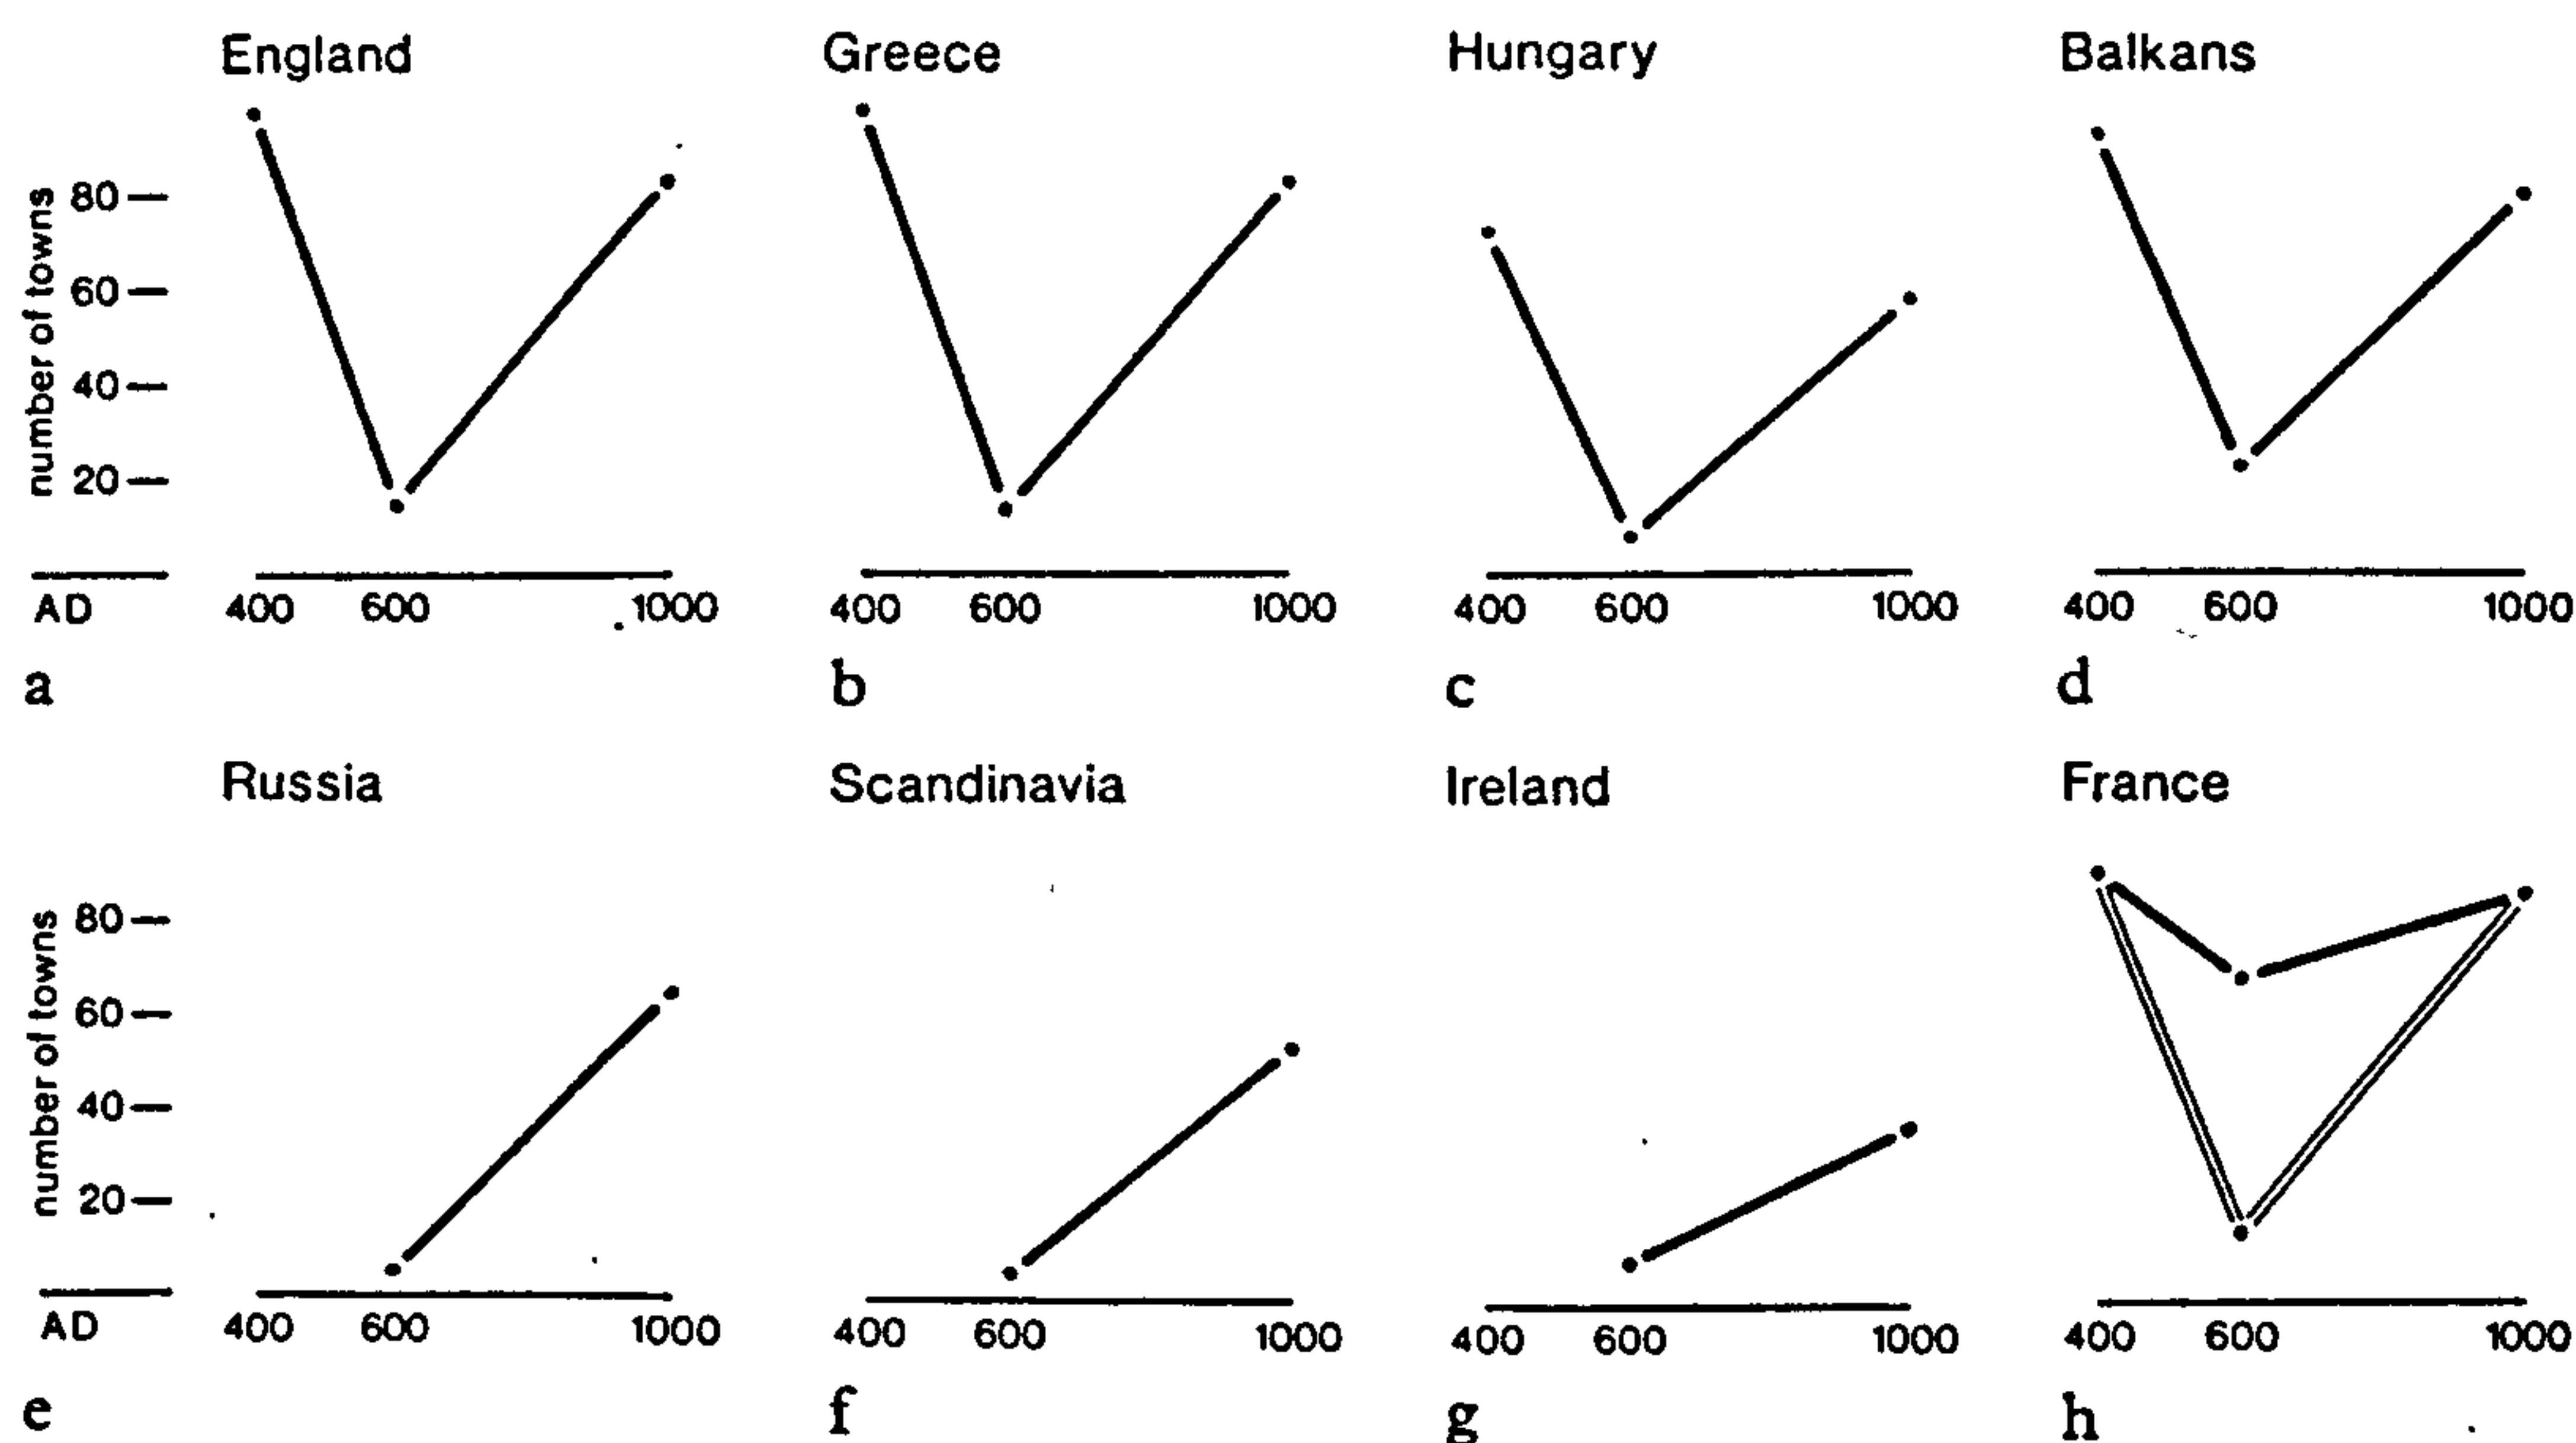 England Greece Hungary Balkans
number of towns
80
60
40
20
AD 400 600 1000 400 600 1000 400 600 1000 400 600 1000
a b c d
Russia Scandinavia Ireland France
number of towns
80
60
40
20
AD 400 600 1000 400 600 1000 400 600 1000 400 600 1000
e f g h